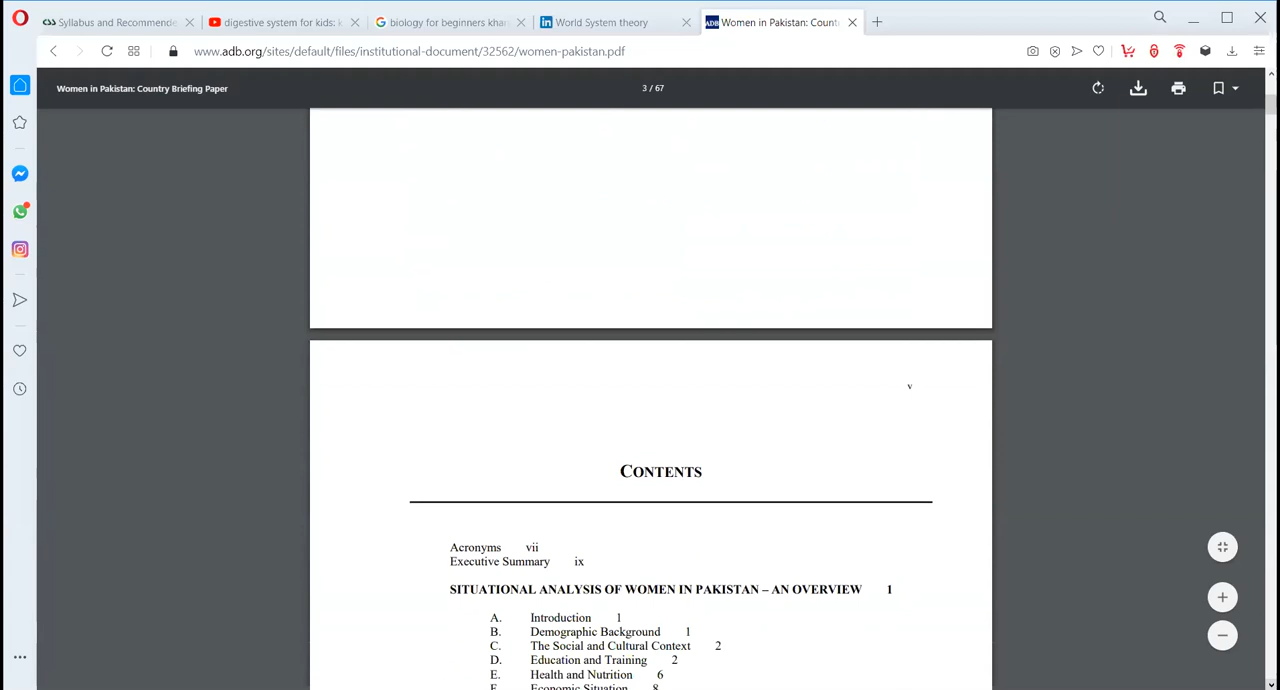 Syllabus and Recommende
digestive system for kids: k
biology for beginners khan
World System theory
ADB Women in Pakistan: Count
www.adb.org/sites/default/files/institutional-document/32562/women-pakistan.pdf
Women in Pakistan: Country Briefing Paper
3 / 67
v
CONTENTS
Acronyms vii
Executive Summary ix
SITUATIONAL ANALYSIS OF WOMEN IN PAKISTAN – AN OVERVIEW 1
A. Introduction 1
B. Demographic Background 1
C. The Social and Cultural Context 2
D. Education and Training 2
E. Health and Nutrition 6
F. Economic Situation 8